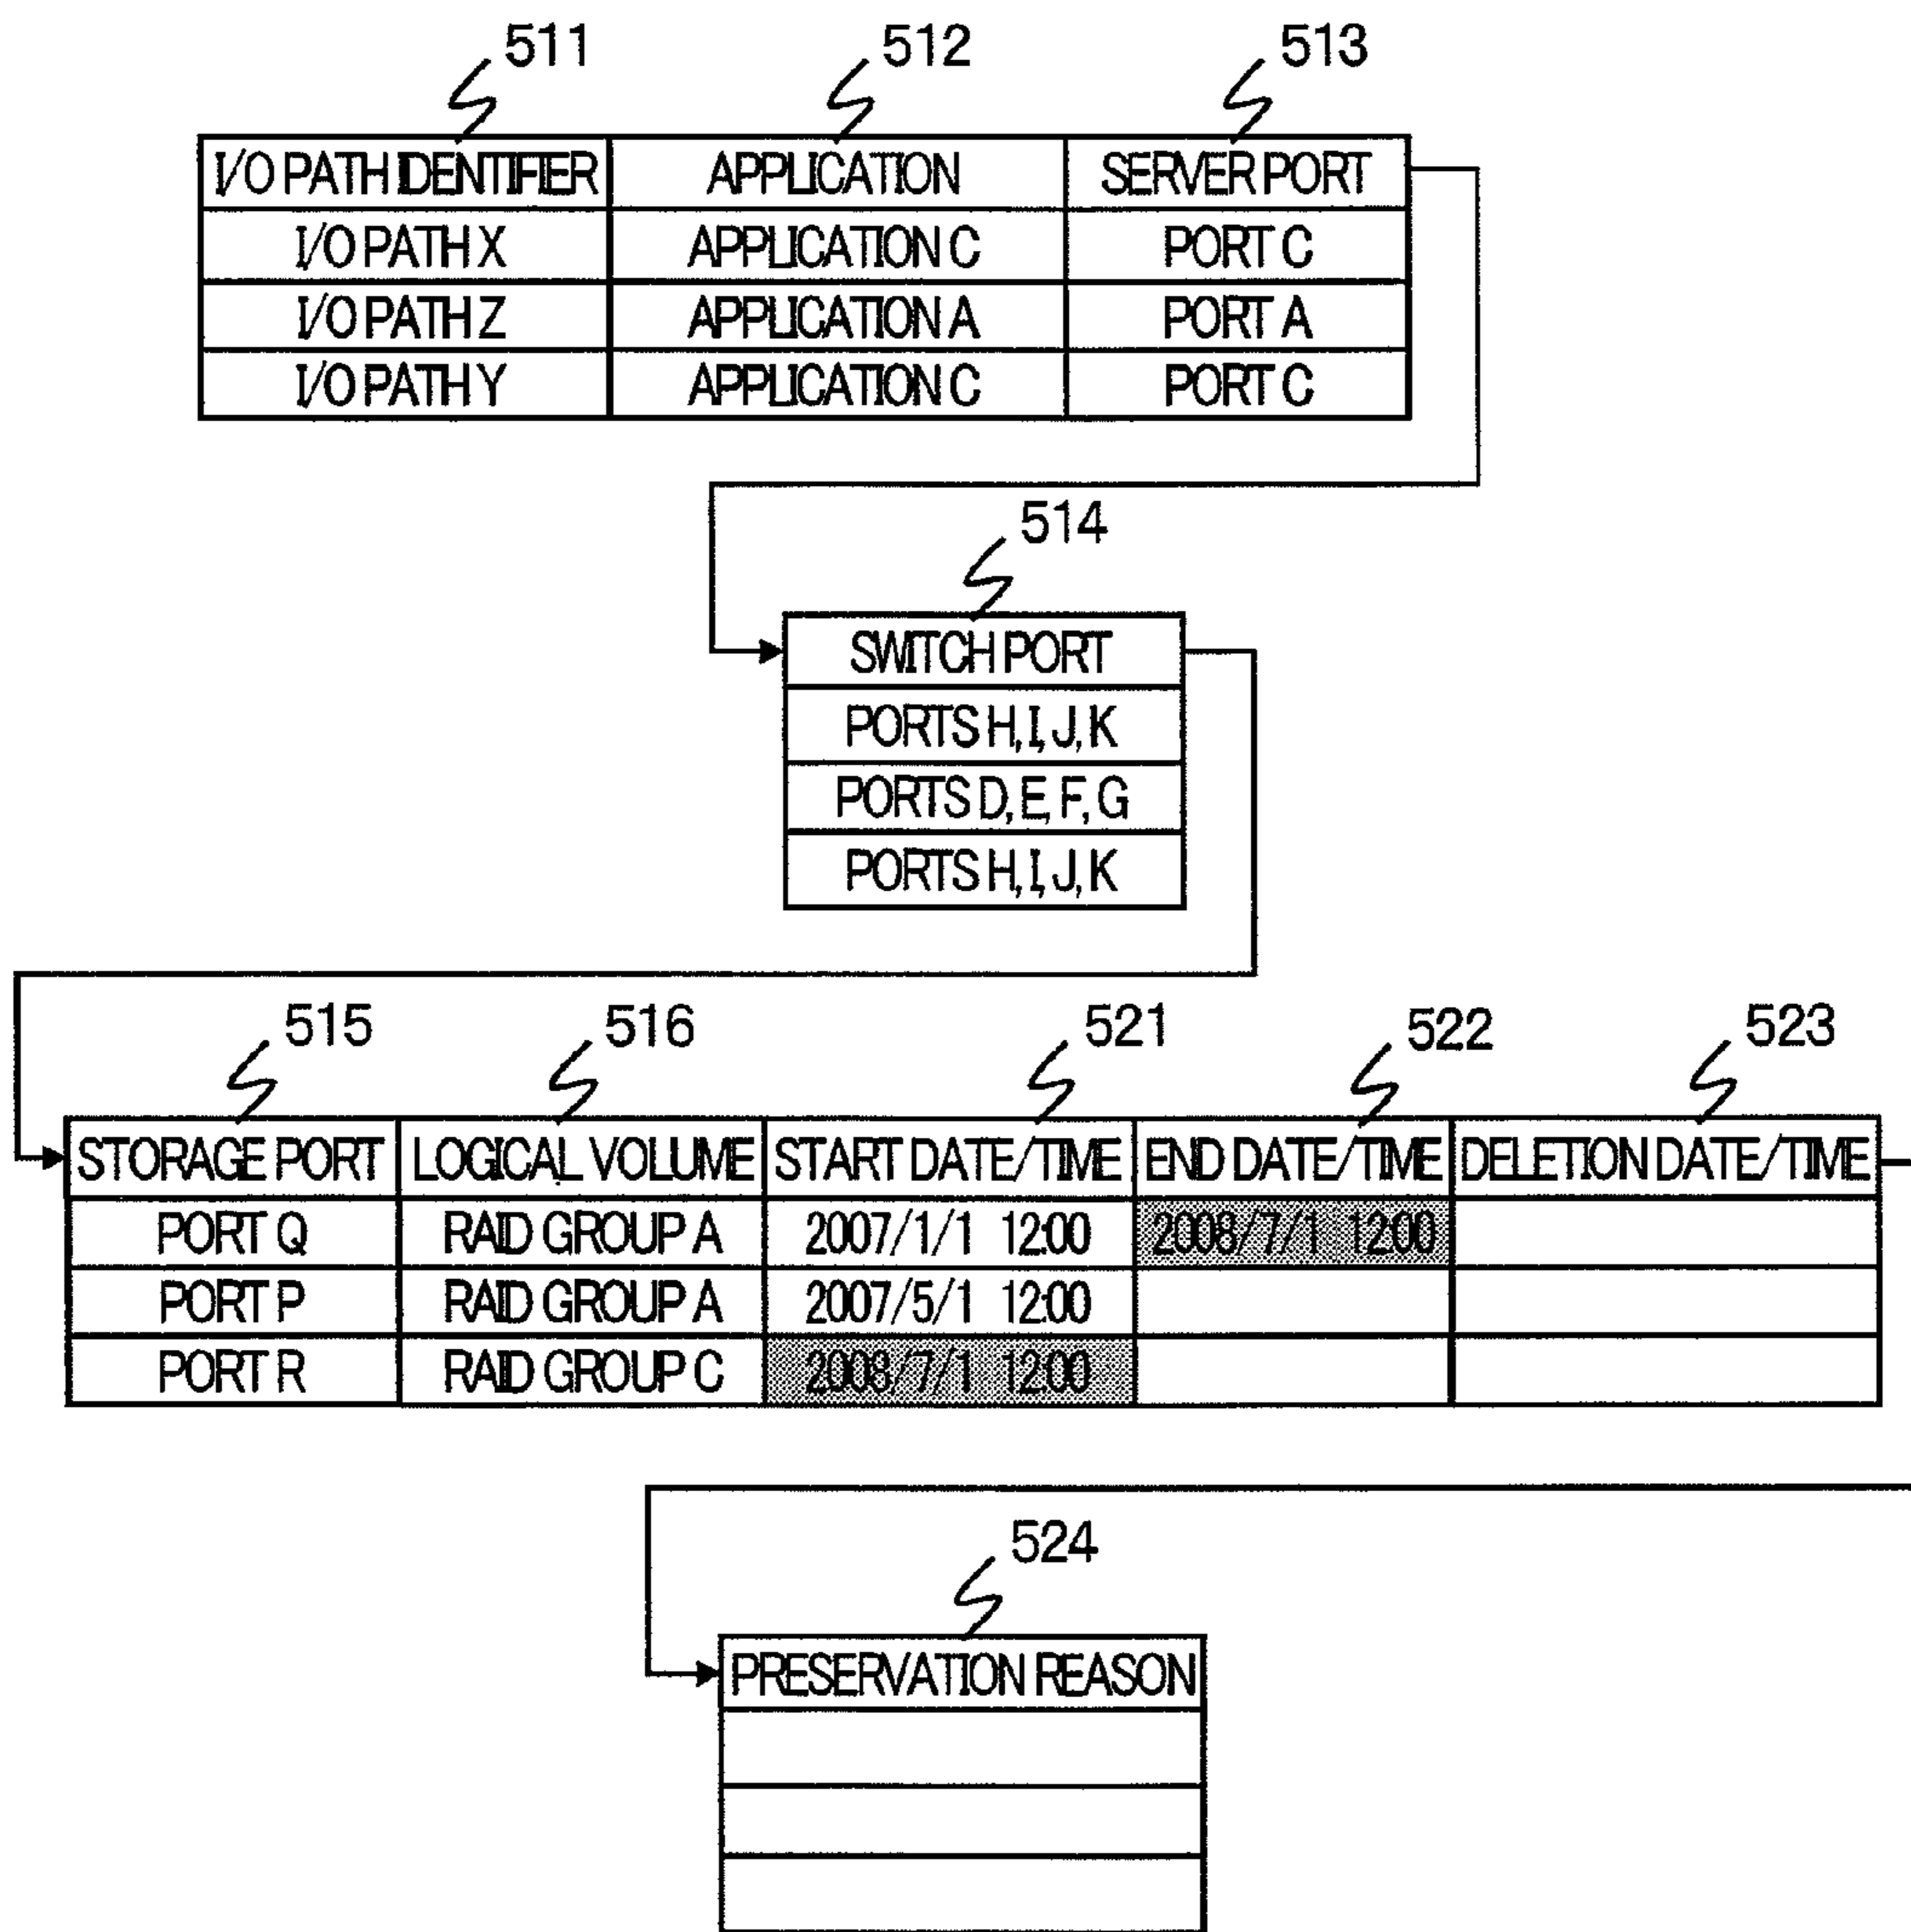 511 512 513
I/O PATH IDENTIFIER APPLICATION SERVER PORT
I/O PATH X APPLICATION C PORT C
I/O PATH Z APPLICATION A PORT A
I/O PATH Y APPLICATION C PORT C
514
SWITCH PORT
PORTS H, I, J, K
PORTS D, E, F, G
PORTS H, I, J, K
515 516 521 522 523
STORAGE PORT LOGICAL VOLUME START DATE/TIME END DATE/TIME DELETION DATE/TIME
PORT Q RAID GROUP A 2007/1/1 12:00 2008/7/1 12:00
PORT P RAID GROUP A 2007/5/1 12:00
PORT R RAID GROUP C 2008/7/1 12:00
524
PRESERVATION REASON